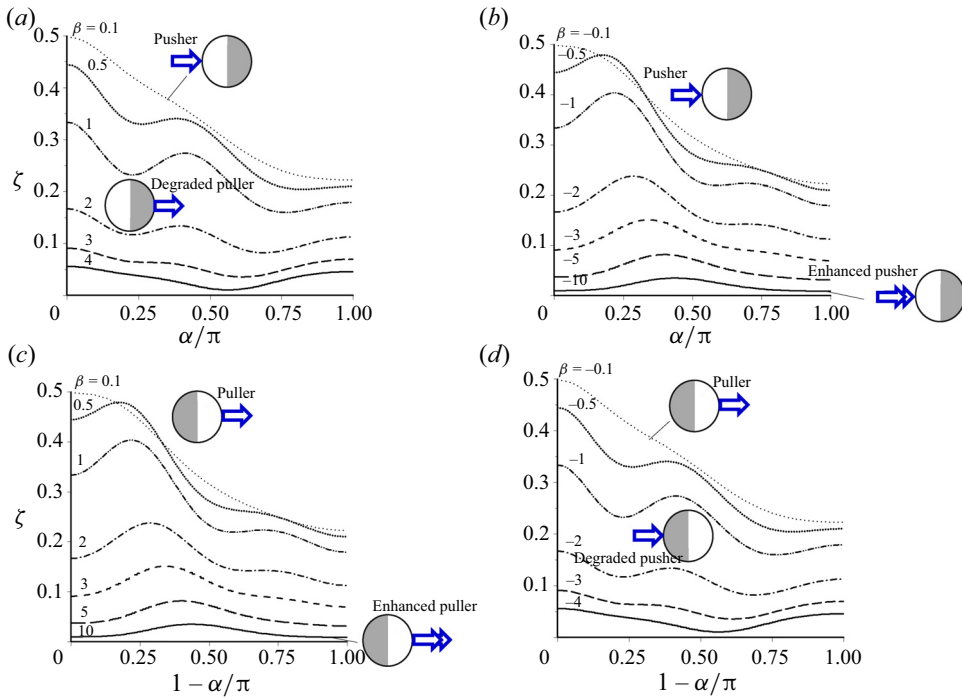 (a)
β = 0.1
0.5
0.5
Pusher
0.4
1
0.3
ζ
0.2
2
Degraded puller
0.1
3
4
0
0.25
0.50
0.75
1.00
α/π
(b)
β = –0.1
0.5
–0.5
Pusher
0.4
–1
0.3
0.2
–2
–3
0.1
–5
–10
Enhanced pusher
0
0.25
0.50
0.75
1.00
α/π
(c)
β = 0.1
0.5
0.5
Puller
0.4
1
0.3
ζ
0.2
2
3
0.1
5
10
Enhanced puller
0
0.25
0.50
0.75
1.00
1 – α/π
(d)
β = –0.1
0.5
–0.5
Puller
0.4
–1
0.3
0.2
–2
Degraded pusher
–3
0.1
–4
0
0.25
0.50
0.75
1.00
1 – α/π